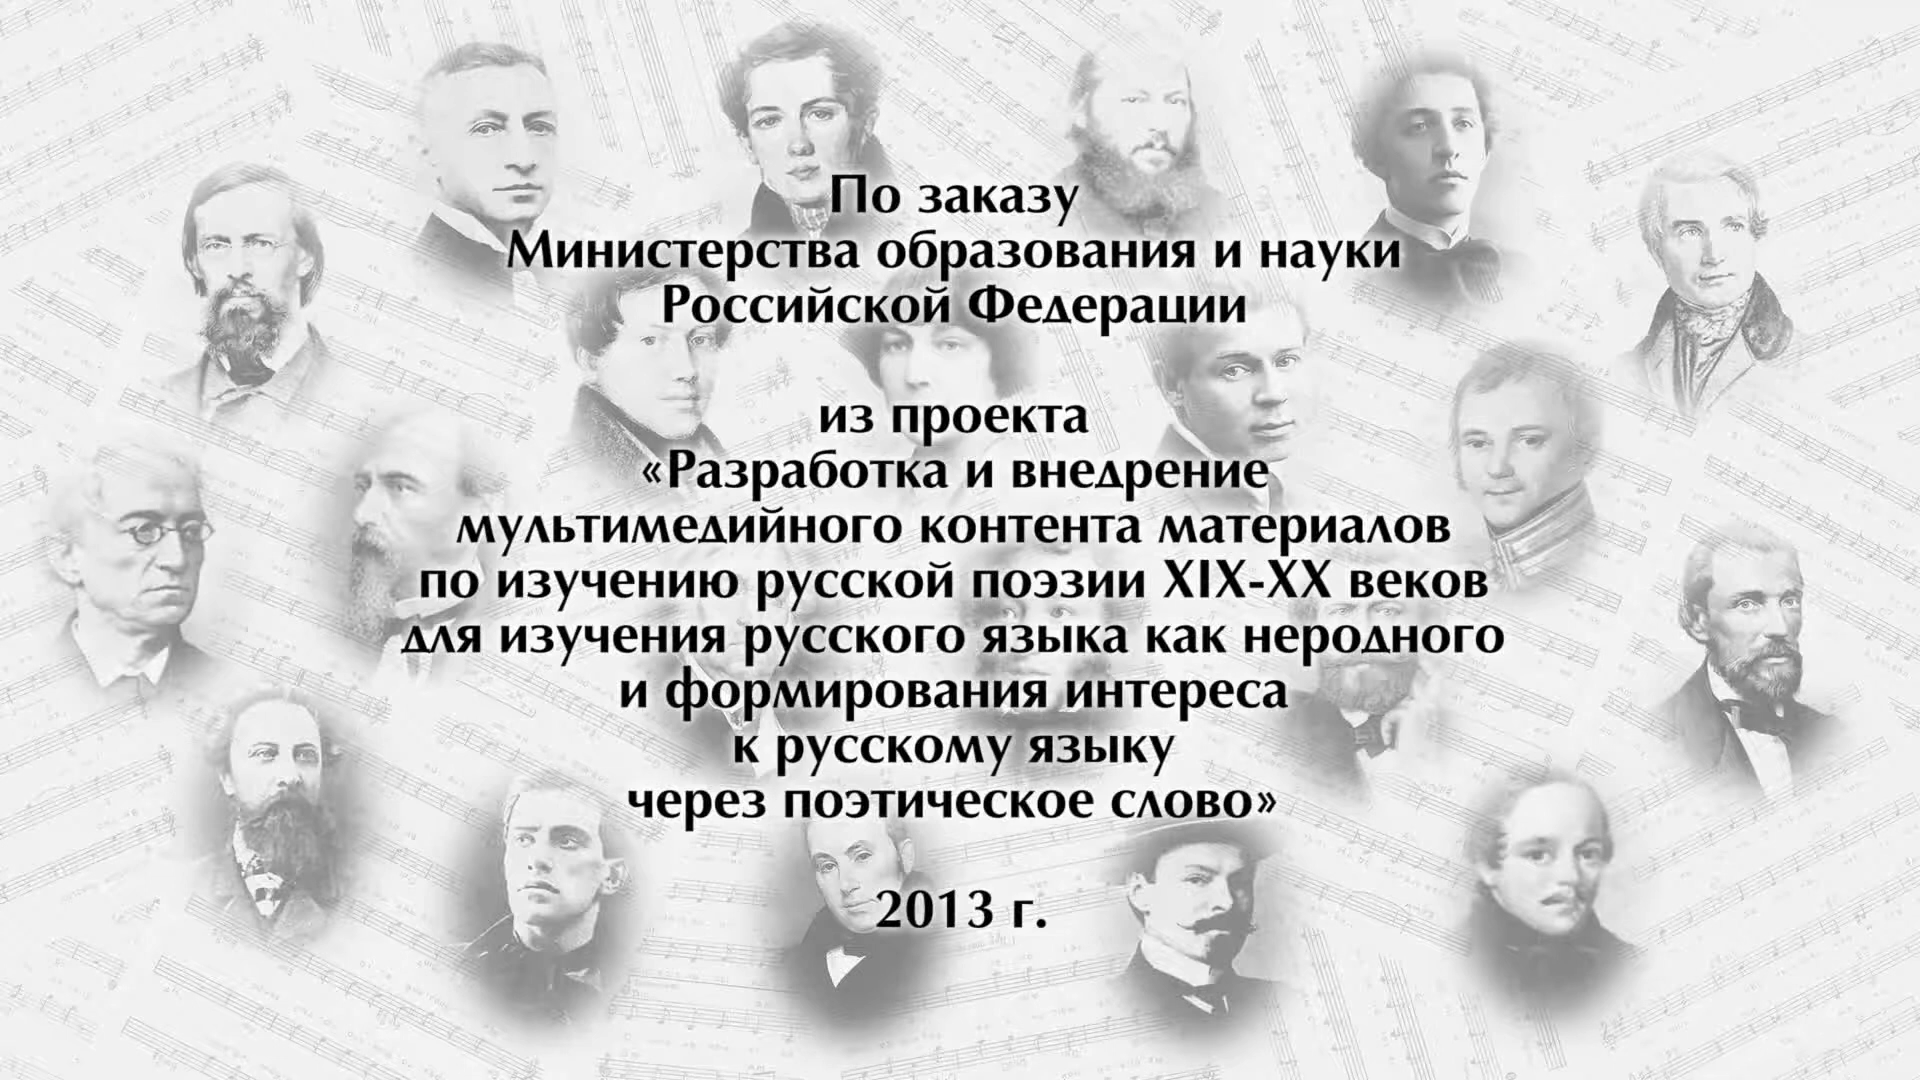 По заказу
Министерства образования и науки
Российской Федерации
из проекта
«Разработка и внедрение
мультимедийного контента материалов
по изучению русской поэзии XIX-XX веков
для изучения русского языка как неродного
и формирования интереса
к русскому языку
через поэтическое слово»
2013 г.